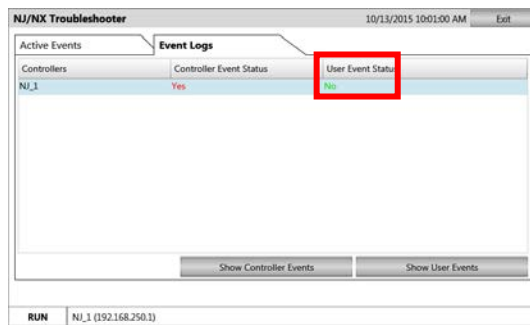 NJ/NX Troubleshooter 10/13/2015 10:01:00 AM Exit
Active Events Event Logs
Controllers Controller Event Status User Event Status
NJ_1 Yes No
Show Controller Events Show User Events
RUN NJ_1 (192.168.250.1)